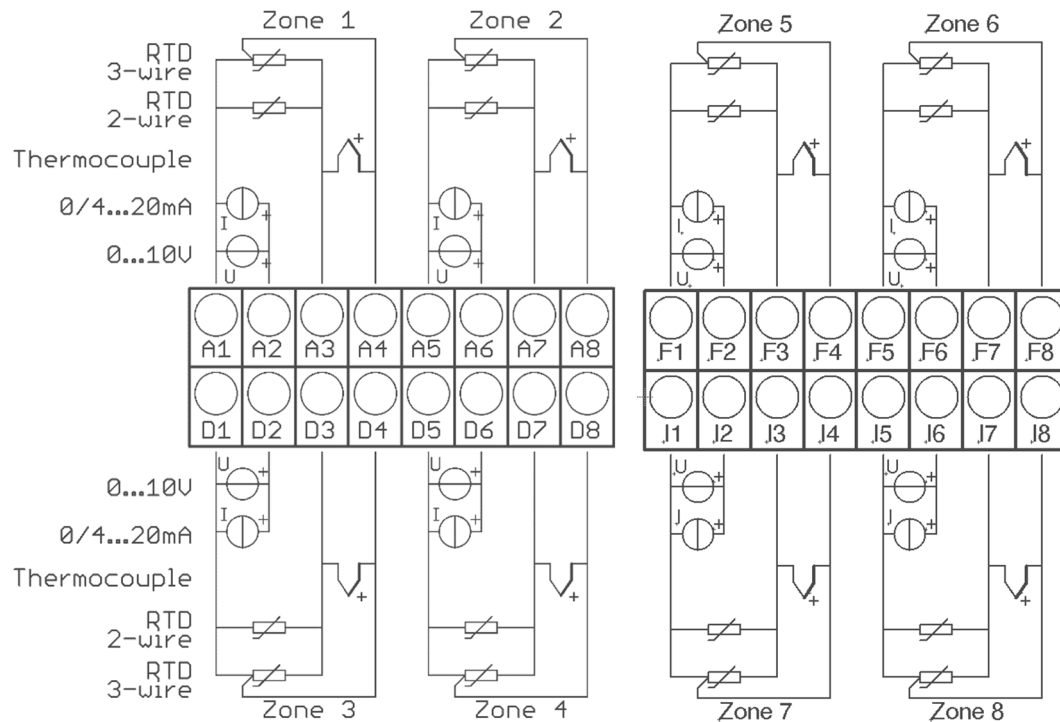 Zone 1 Zone 2 Zone 5 Zone 6
RTD
3-wire
RTD
2-wire
Thermocouple + + + +
0/4...20mA
I + I + I + I +
0...10V
U + U + U + U +
A1 A2 A3 A4 A5 A6 A7 A8 F1 F2 F3 F4 F5 F6 F7 F8
D1 D2 D3 D4 D5 D6 D7 D8 I1 I2 I3 I4 I5 I6 I7 I8
U + U + U + U +
0...10V
I + I + J + J +
0/4...20mA
Thermocouple
+ + + +
RTD
2-wire
RTD
3-wire
Zone 3 Zone 4 Zone 7 Zone 8